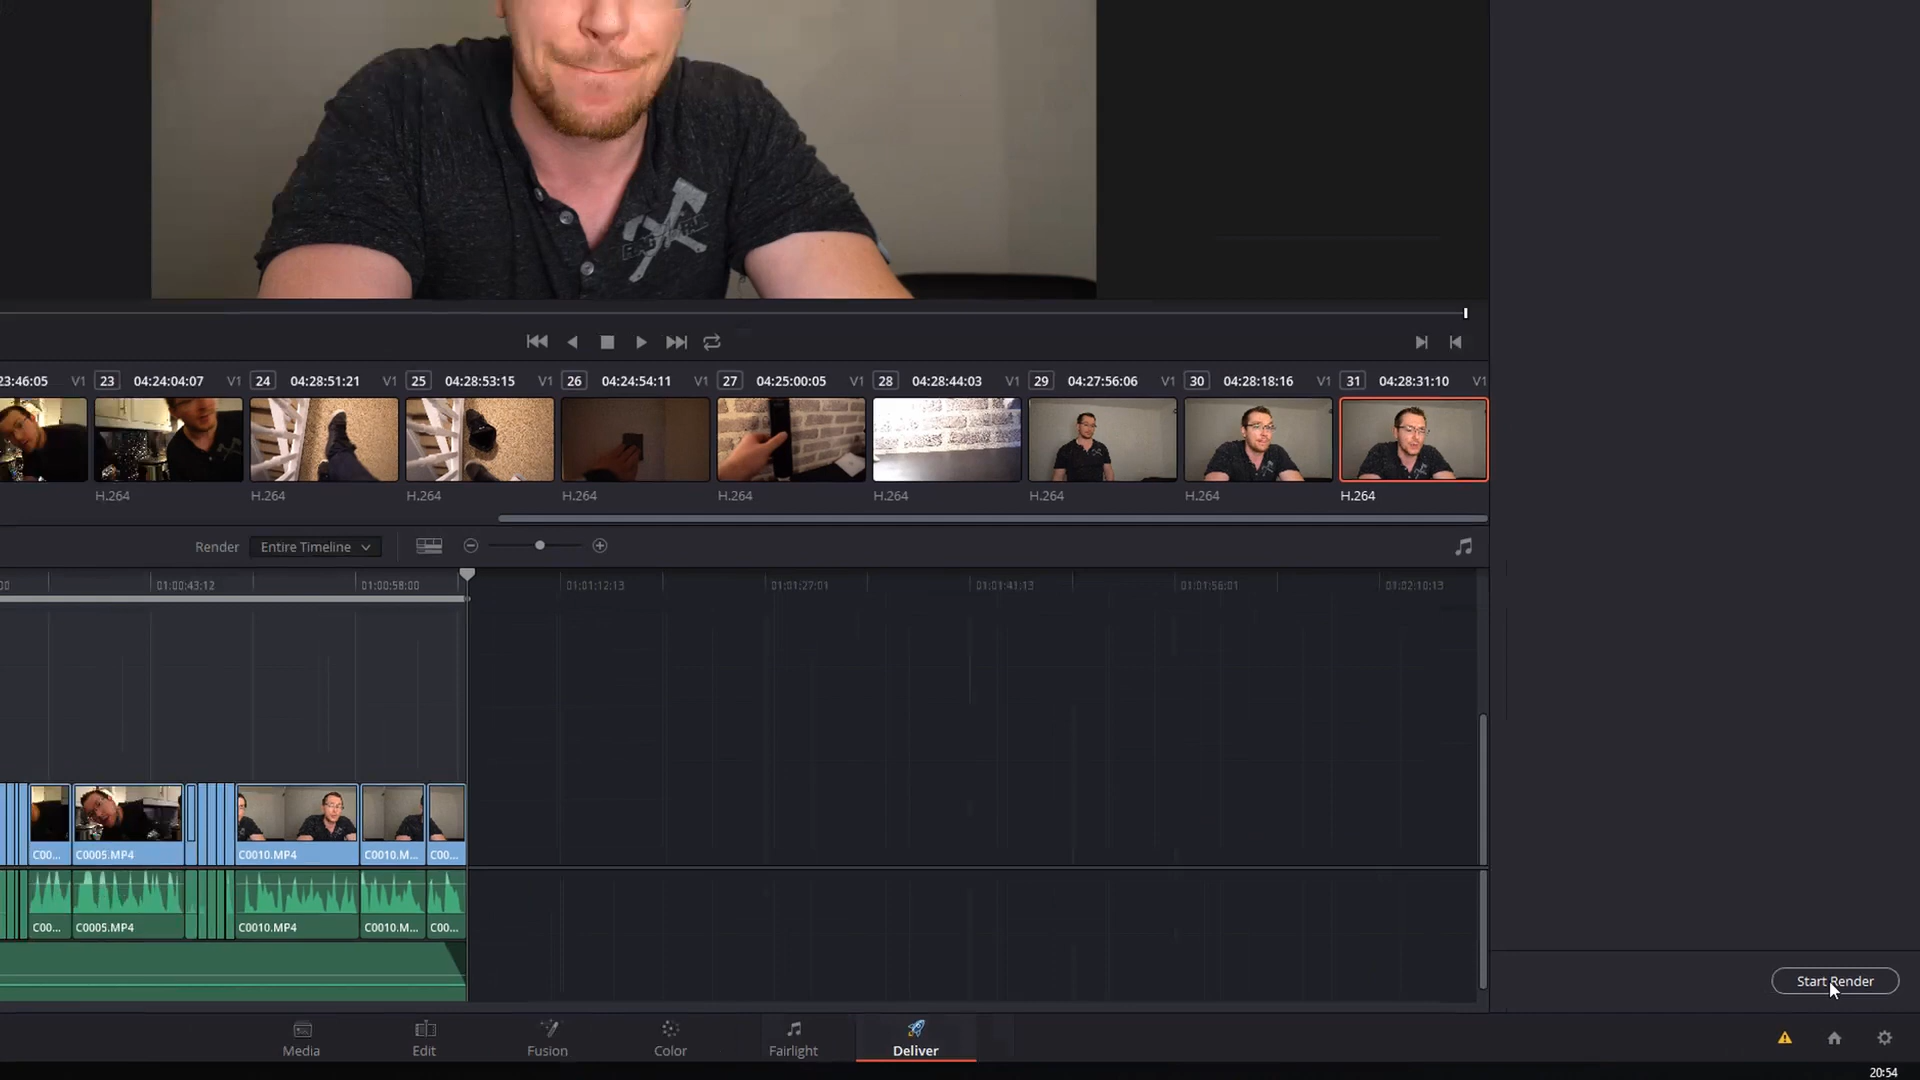 23:46:05 V1 23 04:24:04:07 V1 24 04:28:51:21 V1 25 04:28:53:15 V1 26 04:24:54:11 V1 27 04:25:00:05 V1 28 04:28:44:03 V1 29 04:27:56:06 V1 30 04:28:18:16 V1 31 04:28:31:10 V1
H.264 H.264 H.264 H.264 H.264 H.264 H.264 H.264 H.264
Render Entire Timeline
01:00:43:12 01:00:58:00 01:01:12:13 01:01:27:01 01:01:41:13 01:01:56:01 01:02:10:13
C00... C0005.MP4 C0010.MP4 C0010.M... C00...
C00... C0005.MP4 C0010.MP4 C0010.M... C00...
Start Render
Media Edit Fusion Color Fairlight Deliver
20:54